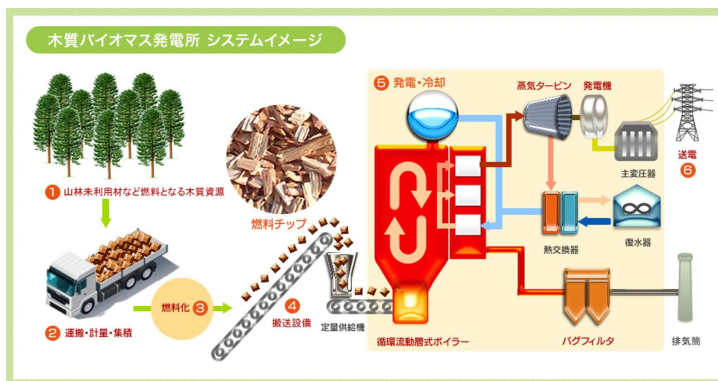 木質バイオマス発電所 システムイメージ
① 山林未利用材など燃料となる木質資源
燃料チップ
② 運搬・計量・集積
燃料化 ③
④
搬送設備
定量供給機
⑤ 発電・冷却
蒸気タービン
発電機
主変圧器
送電
⑥
熱交換器
復水器
循環流動層式ボイラー
バグフィルタ
排気筒